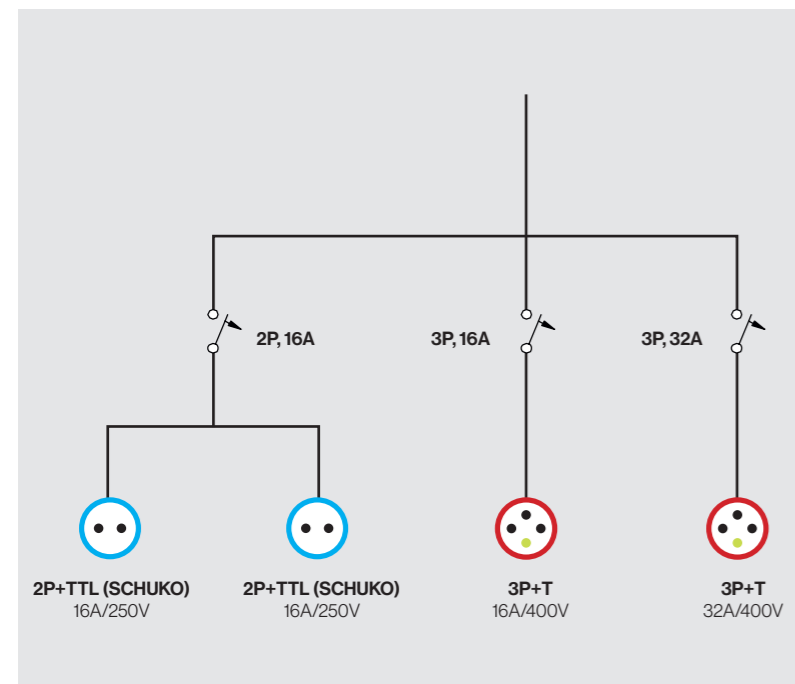 2P, 16A
3P, 16A
3P, 32A
2P+TTL (SCHUKO)
16A/250V
2P+TTL (SCHUKO)
16A/250V
3P+T
16A/400V
3P+T
32A/400V